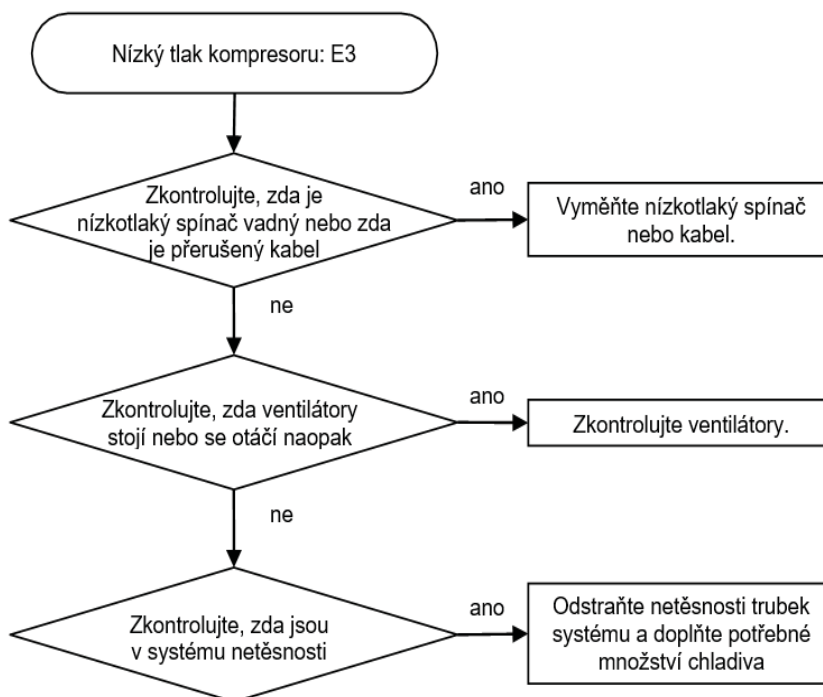 Nízký tlak kompresoru: E3
Zkontrolujte, zda je
nízkotlaký spínač vadný nebo zda
je přerušený kabel
ano
Vyměňte nízkotlaký spínač
nebo kabel.
ne
Zkontrolujte, zda ventilátory
stojí nebo se otáčí naopak
ano
Zkontrolujte ventilátory.
ne
Zkontrolujte, zda jsou
v systému netěsnosti
ano
Odstraňte netěsnosti trubek
systému a doplňte potřebné
množství chladiva